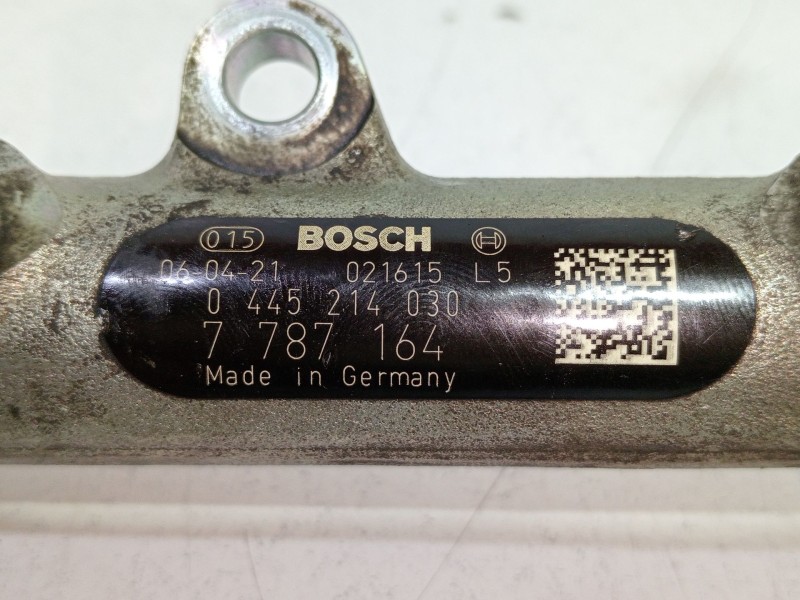 015 BOSCH
06-04-21 021615 L5
0 445 214 030
7 787 164
Made in Germany